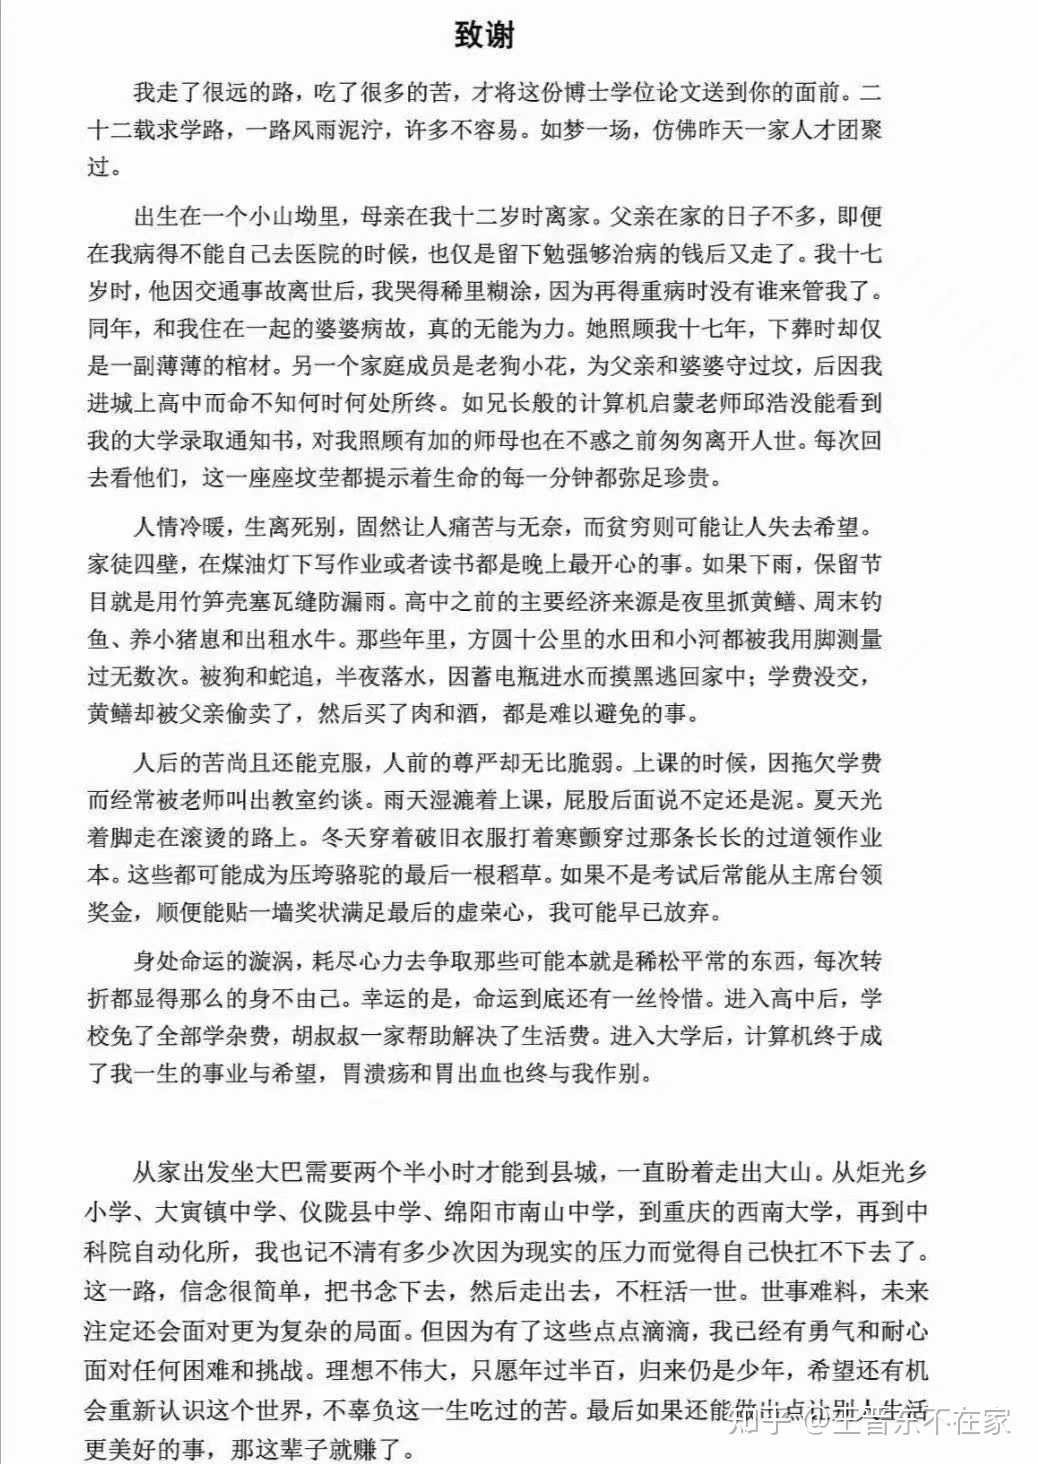 致谢
我走了很远的路，吃了很多的苦，才将这份博士学位论文送到你的面前。二
十二载求学路，一路风雨泥泞，许多不容易。如梦一场，仿佛昨天一家人才团聚
过。
出生在一个小山坳里，母亲在我十二岁时离家。父亲在家的日子不多，即便
在我病得不能自己去医院的时候，也仅是留下勉强够治病的钱后又走了。我十七
岁时，他因交通事故离世后，我哭得稀里糊涂，因为再得重病时没有谁来管我了。
同年，和我住在一起的婆婆病故，真的无能为力。她照顾我十七年，下葬时却仅
是一副薄薄的棺材。另一个家庭成员是老狗小花，为父亲和婆婆守过坟，后因我
进城上高中而命不知何时何处所终。如兄长般的计算机启蒙老师邱浩没能看到
我的大学录取通知书，对我照顾有加的师母也在不惑之前匆匆离开人世。每次回
去看他们，这一座座坟茔都提示着生命的每一分钟都弥足珍贵。
人情冷暖，生离死别，固然让人痛苦与无奈，而贫穷则可能让人失去希望。
家徒四壁，在煤油灯下写作业或者读书都是晚上最开心的事。如果下雨，保留节
目就是用竹笋壳塞瓦缝防漏雨。高中之前的主要经济来源是夜里抓黄鳝、周末钓
鱼、养小猪崽和出租水牛。那些年里，方圆十公里的水田和小河都被我用脚测量
过无数次。被狗和蛇追，半夜落水，因蓄电瓶进水而摸黑逃回家中；学费没交，
黄鳝却被父亲偷卖了，然后买了肉和酒，都是难以避免的事。
人后的苦尚且还能克服，人前的尊严却无比脆弱。上课的时候，因拖欠学费
而经常被老师叫出教室约谈。雨天湿漉着上课，屁股后面说不定还是泥。夏天光
着脚走在滚烫的路上。冬天穿着破旧衣服打着寒颤穿过那条长长的过道领作业
本。这些都可能成为压垮骆驼的最后一根稻草。如果不是考试后常能从主席台领
奖金，顺便能贴一墙奖状满足最后的虚荣心，我可能早已放弃。
身处命运的漩涡，耗尽心力去争取那些可能本就是稀松平常的东西，每次转
折都显得那么的身不由己。幸运的是，命运到底还有一丝怜惜。进入高中后，学
校免了全部学杂费，胡叔叔一家帮助解决了生活费。进入大学后，计算机终于成
了我一生的事业与希望，胃溃疡和胃出血也终与我作别。
从家出发坐大巴需要两个半小时才能到县城，一直盼着走出大山。从炬光乡
小学、大寅镇中学、仪陇县中学、绵阳市南山中学，到重庆的西南大学，再到中
科院自动化所，我也记不清有多少次因为现实的压力而觉得自己快扛不下去了。
这一路，信念很简单，把书念下去，然后走出去，不枉活一世。世事难料，未来
注定还会面对更为复杂的局面。但因为有了这些点点滴滴，我已经有勇气和耐心
面对任何困难和挑战。理想不伟大，只愿年过半百，归来仍是少年，希望还有机
会重新认识这个世界，不辜负这一生吃过的苦。最后如果还能做出点让别人生活
更美好的事，那这辈子就赚了。
知乎 @王晋东不在家